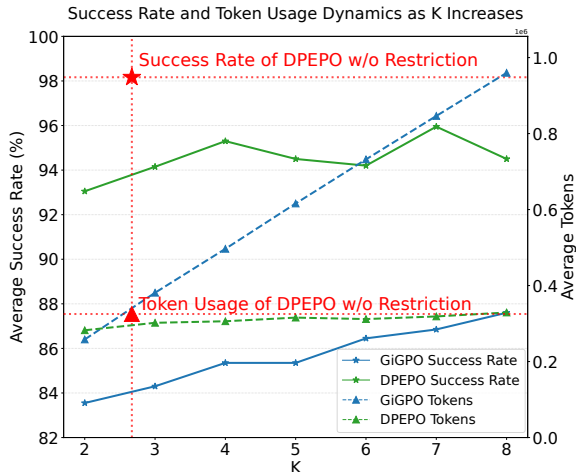 Success Rate and Token Usage Dynamics as K Increases
1e6
Average Success Rate (%)
100
98
96
94
92
90
88
86
84
82
Success Rate of DPEPO w/o Restriction
Token Usage of DPEPO w/o Restriction
GiGPO Success Rate
DPEPO Success Rate
GiGPO Tokens
DPEPO Tokens
1.0
0.8
0.6
0.4
0.2
0.0
Average Tokens
2 3 4 5 6 7 8
K